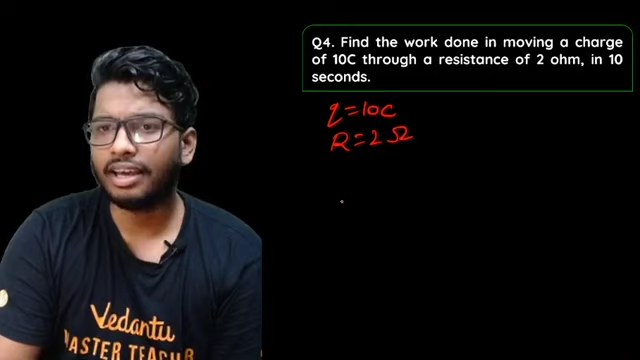 Q4. Find the work done in moving a charge
of 10C through a resistance of 2 ohm, in 10
seconds.
q=10C
R=2Ω
Vedantu
MASTER TEACHER